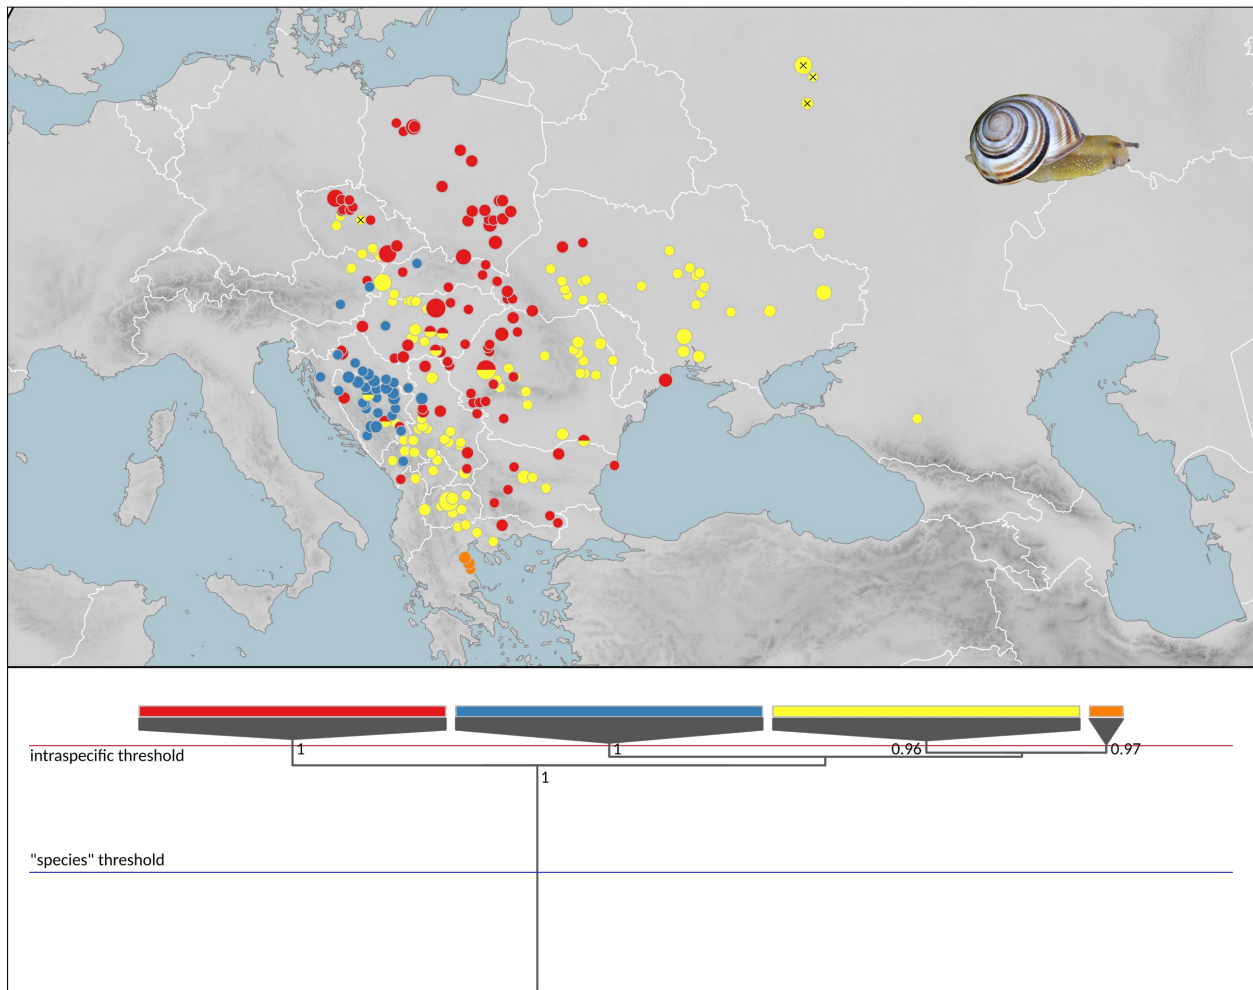 1
1
0.96
0.97
intraspecific threshold
1
"species" threshold